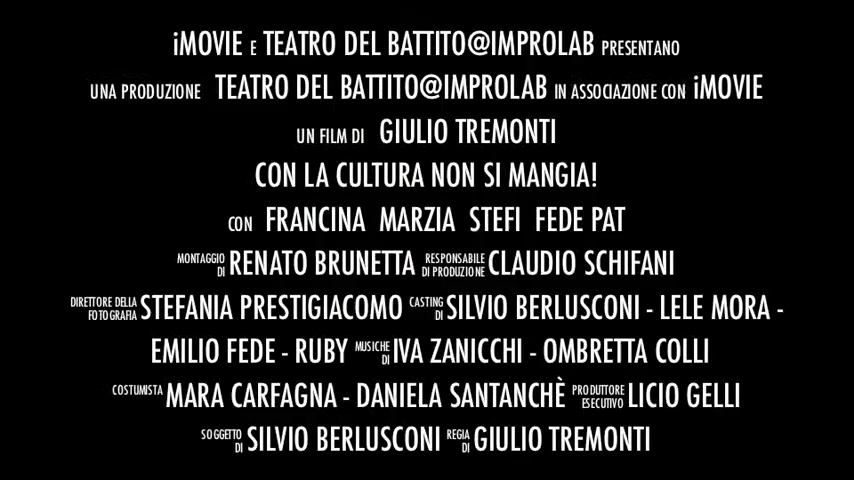 iMOVIE E TEATRO DEL BATTITO@IMPROLAB PRESENTANO
UNA PRODUZIONE TEATRO DEL BATTITO@IMPROLAB IN ASSOCIAZIONE CON iMOVIE
UN FILM DI GIULIO TREMONTI
CON LA CULTURA NON SI MANGIA!
CON FRANCINA MARZIA STEFI FEDE PAT
MONTAGGIO DI RENATO BRUNETTA RESPONSABILE DI PRODUZIONE CLAUDIO SCHIFANI
DIRETTORE DELLA FOTOGRAFIA STEFANIA PRESTIGIACOMO CASTING DI SILVIO BERLUSCONI - LELE MORA -
EMILIO FEDE - RUBY MUSICHE DI IVA ZANICCHI - OMBRETTA COLLI
COSTUMISTA MARA CARFAGNA - DANIELA SANTANCHÈ PRODUTTORE ESECUTIVO LICIO GELLI
SOGGETTO DI SILVIO BERLUSCONI REGIA DI GIULIO TREMONTI